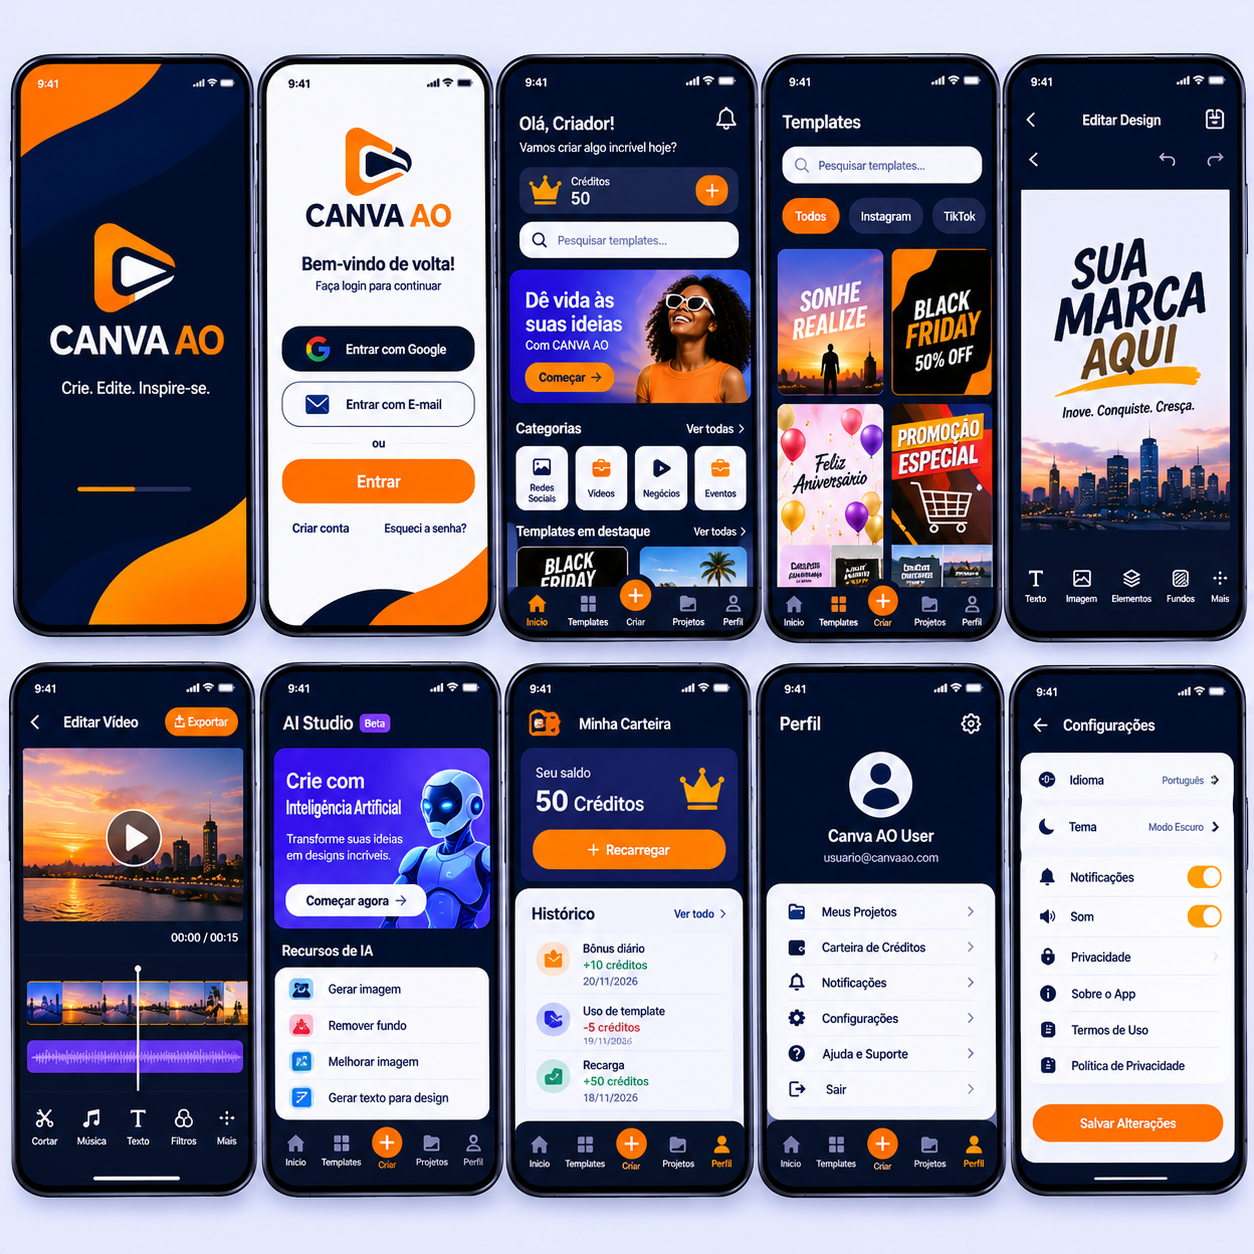 9:41
CANVA AO
Crie. Edite. Inspire-se.
9:41
CANVA AO
Bem-vindo de volta!
Faça login para continuar
Entrar com Google
Entrar com E-mail
ou
Entrar
Criar conta
Esqueci a senha?
9:41
Olá, Criador!
Vamos criar algo incrível hoje?
Créditos
50
Pesquisar templates...
Dê vida às
suas ideias
Com CANVA AO
Começar →
Categorias
Ver todas >
Redes
Sociais
Vídeos
Negócios
Eventos
Templates em destaque
Ver todas >
BLACK
FRIDAY
Inicio
Templates
Criar
Projetos
Perfil
9:41
Templates
Pesquisar templates...
Todos
Instagram
TikTok
SONHE
REALIZE
BLACK
FRIDAY
50% OFF
Feliz
Aniversário
PROMOÇÃO
ESPECIAL
Inicio
Templates
Criar
Projetos
Perfil
9:41
Editar Design
SUA
MARCA
AQUI
Inove. Conquiste. Cresça.
Texto
Imagem
Elementos
Fundos
Mais
9:41
Editar Vídeo
Exportar
00:00 / 00:15
Cortar
Música
Texto
Filtros
Mais
9:41
AI Studio
Beta
Crie com
Inteligência Artificial
Transforme suas ideias
em designs incríveis.
Começar agora →
Recursos de IA
Gerar imagem
Remover fundo
Melhorar imagem
Gerar texto para design
Inicio
Templates
Criar
Projetos
Perfil
9:41
Minha Carteira
Seu saldo
50 Créditos
+ Recarregar
Histórico
Ver todo >
Bônus diário
+10 créditos
20/11/2026
Uso de template
-5 créditos
19/11/2026
Recarga
+50 créditos
18/11/2026
Inicio
Templates
Criar
Projetos
Perfil
9:41
Perfil
Canva AO User
usuario@canvaao.com
Meus Projetos
Carteira de Créditos
Notificações
Configurações
Ajuda e Suporte
Sair
Inicio
Templates
Criar
Projetos
Perfil
9:41
Configurações
Idioma
Português
Tema
Modo Escuro
Notificações
Som
Privacidade
Sobre o App
Termos de Uso
Política de Privacidade
Salvar Alterações